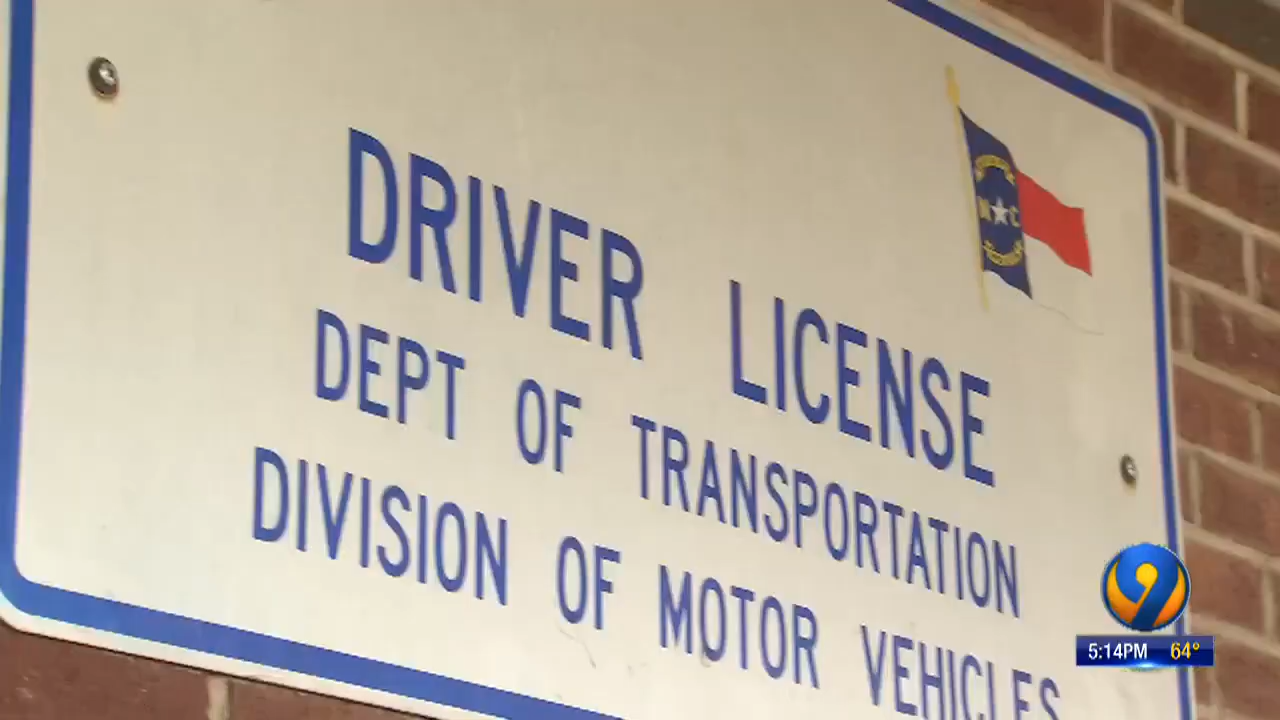 DRIVER LICENSE
DEPT OF TRANSPORTATION
DIVISION OF MOTOR VEHICLES
N C
9
5:14PM 64°